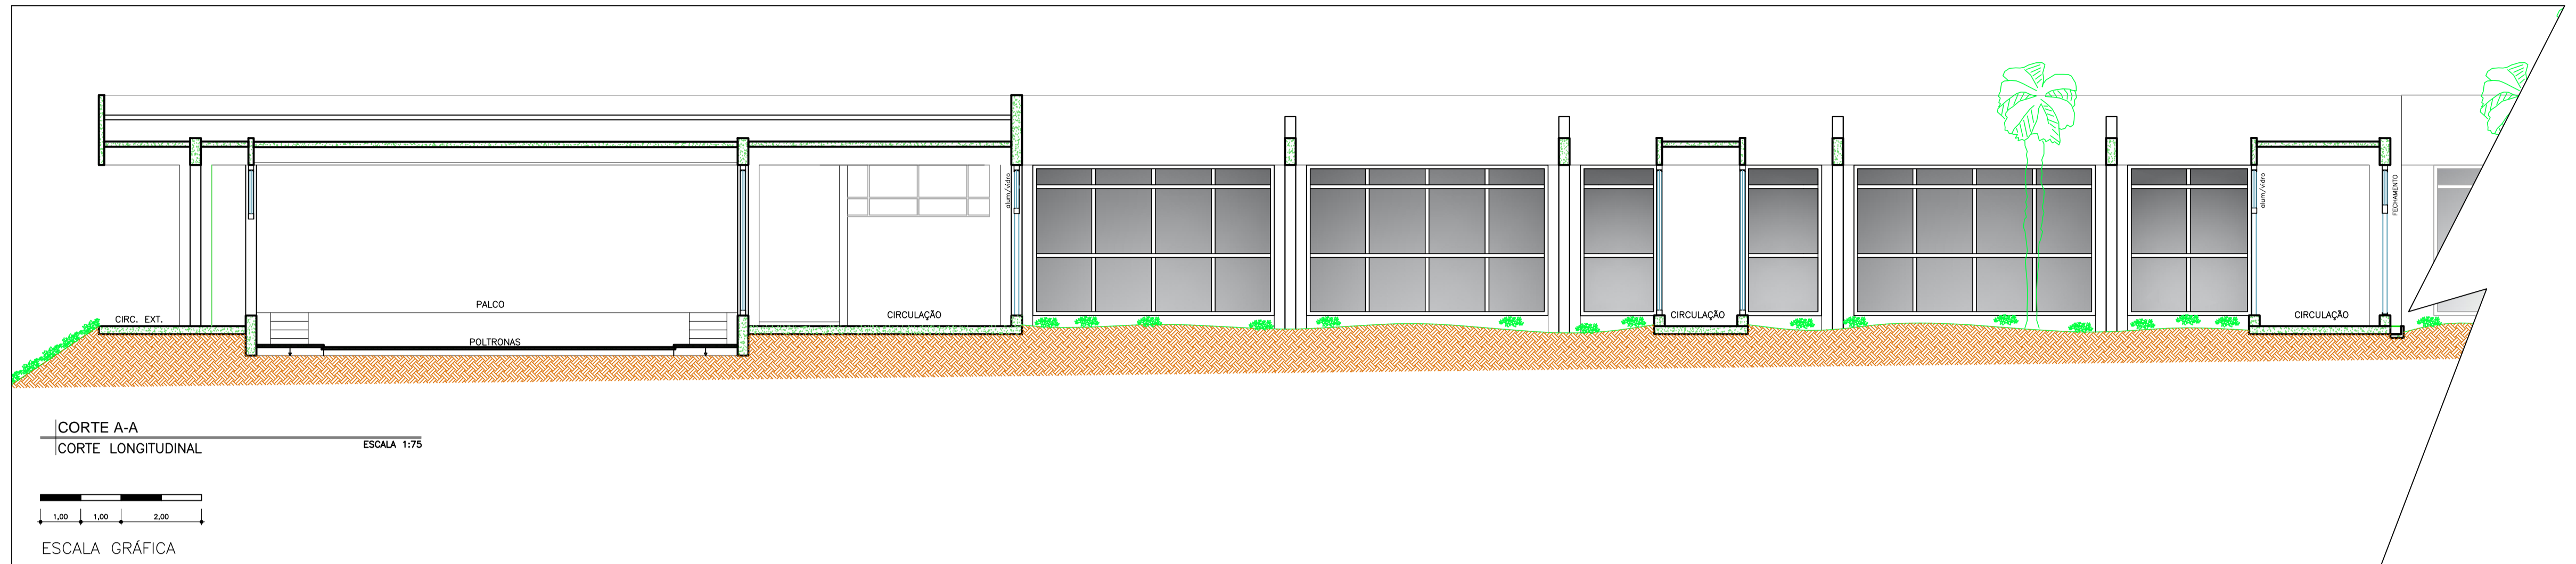 alum/vidro
alum/vidro
FECHAMENTO
PALCO
CIRC. EXT.
CIRCULAÇÃO
CIRCULAÇÃO
CIRCULAÇÃO
POLTRONAS
CORTE A-A
CORTE LONGITUDINAL
ESCALA 1:75
1,00 1,00 2,00
ESCALA GRÁFICA